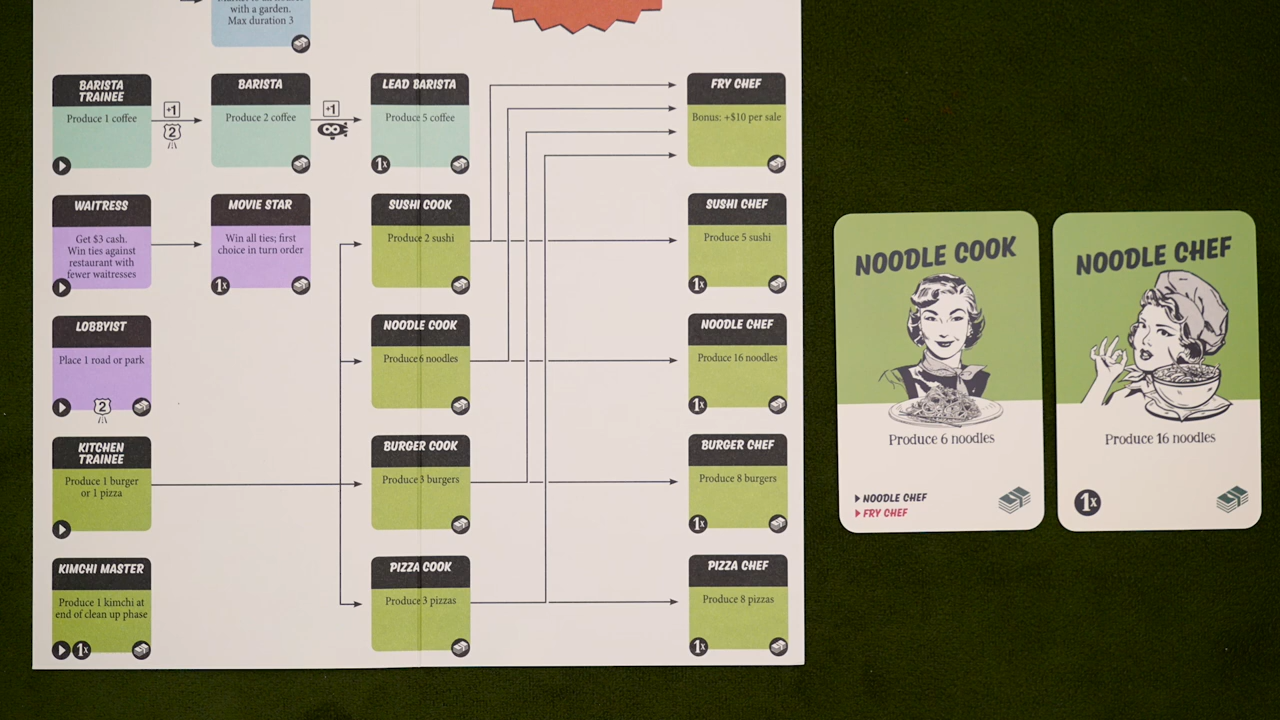 with a garden.
Max duration 3
BARISTA
TRAINEE
Produce 1 coffee
+1
2
BARISTA
Produce 2 coffee
+1
LEAD BARISTA
Produce 5 coffee
1x
FRY CHEF
Bonus: +$10 per sale
WAITRESS
Get $3 cash.
Win ties against
restaurant with
fewer waitresses
MOVIE STAR
Win all ties; first
choice in turn order
1x
SUSHI COOK
Produce 2 sushi
SUSHI CHEF
Produce 5 sushi
1x
LOBBYIST
Place 1 road or park
2
NOODLE COOK
Produce 6 noodles
NOODLE CHEF
Produce 16 noodles
1x
KITCHEN
TRAINEE
Produce 1 burger
or 1 pizza
BURGER COOK
Produce 3 burgers
BURGER CHEF
Produce 8 burgers
1x
KIMCHI MASTER
Produce 1 kimchi at
end of clean up phase
1x
PIZZA COOK
Produce 3 pizzas
PIZZA CHEF
Produce 8 pizzas
1x
NOODLE COOK
Produce 6 noodles
NOODLE CHEF
FRY CHEF
NOODLE CHEF
Produce 16 noodles
1x